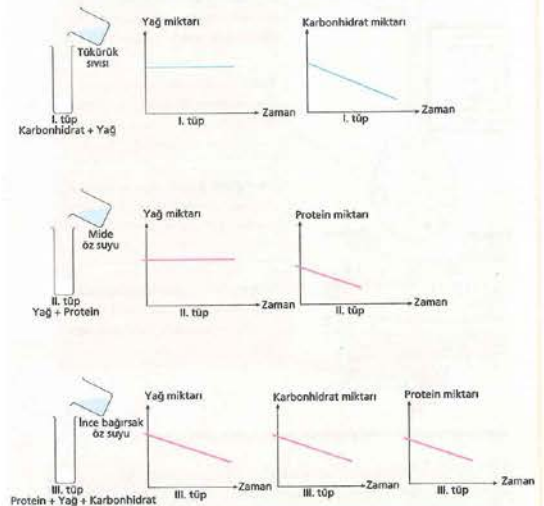 Yağ miktarı
Karbonhidrat miktarı
Tükürük
sıvısı
Zaman
Zaman
I. tüp
I. tüp
I. tüp
Karbonhidrat + Yağ
Yağ miktarı
Protein miktarı
Mide
öz suyu
Zaman
Zaman
II. tüp
II. tüp
II. tüp
Yağ + Protein
Yağ miktarı
Karbonhidrat miktarı
Protein miktarı
İnce bağırsak
öz suyu
Zaman
Zaman
Zaman
III. tüp
III. tüp
III. tüp
III. tüp
Protein + Yağ + Karbonhidrat